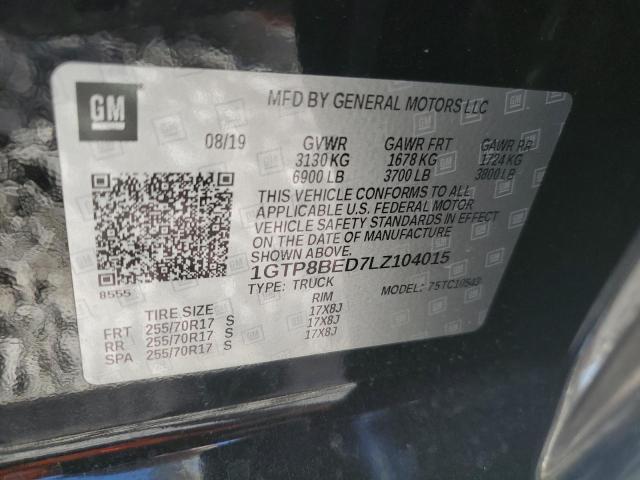 GM
MFD BY GENERAL MOTORS LLC
08/19 GVWR GAWR FRT GAWR RR
3130 KG 1678 KG 1724 KG
6900 LB 3700 LB 3800 LB
THIS VEHICLE CONFORMS TO ALL
APPLICABLE U.S. FEDERAL MOTOR
VEHICLE SAFETY STANDARDS IN EFFECT
ON THE DATE OF MANUFACTURE
SHOWN ABOVE.
1GTP8BED7LZ104015
8555
TYPE: TRUCK MODEL: 75TC10543
TIRE SIZE RIM
FRT 255/70R17 S 17X8J
RR 255/70R17 S 17X8J
SPA 255/70R17 S 17X8J